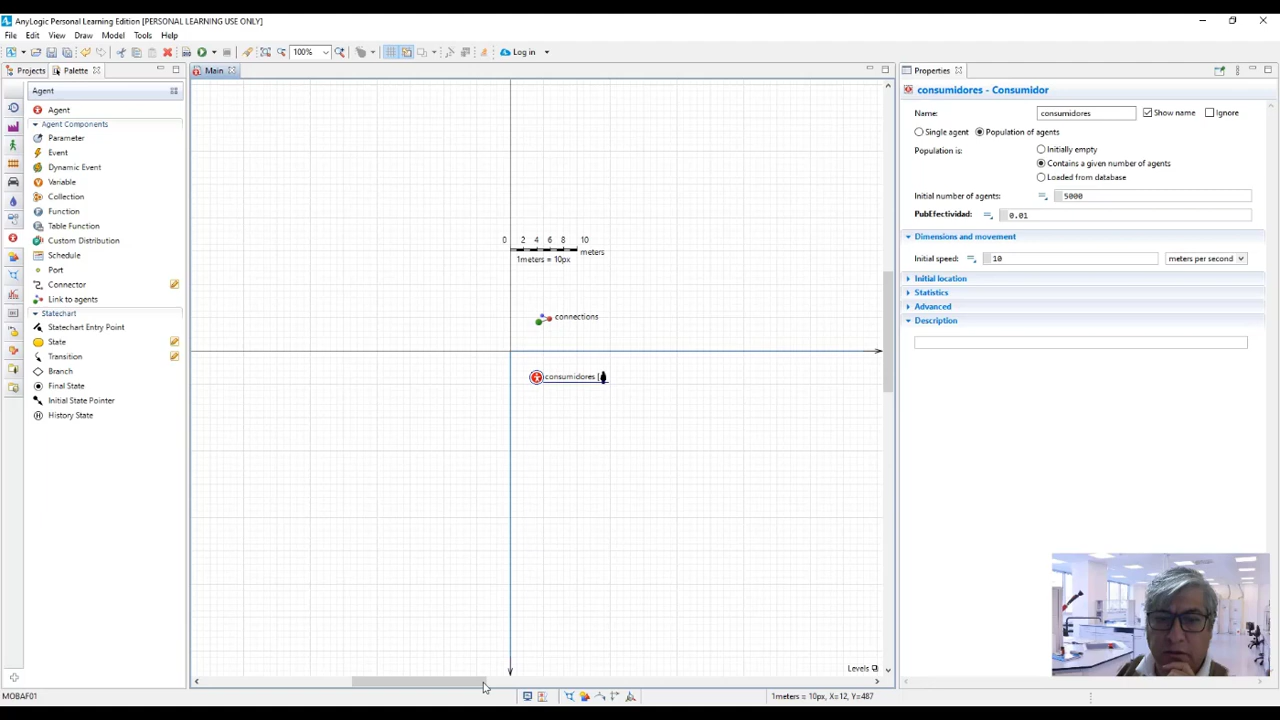 AnyLogic Personal Learning Edition [PERSONAL LEARNING USE ONLY]
File Edit View Draw Model Tools Help
100% Log in
Projects Palette Main Properties
Agent
Agent
Agent Components
Parameter
Event
Dynamic Event
Variable
Collection
Function
Table Function
Custom Distribution
Schedule
Port
Connector
Link to agents
Statechart
Statechart Entry Point
State
Transition
Branch
Final State
Initial State Pointer
History State
0 2 4 6 8 10
meters
1meters = 10px
connections
consumidores [
Levels
consumidores - Consumidor
Name: consumidores Show name Ignore
Single agent Population of agents
Population is: Initially empty
Contains a given number of agents
Loaded from database
Initial number of agents: 5000
PubEfectividad: 0.01
Dimensions and movement
Initial speed: 10 meters per second
Initial location
Statistics
Advanced
Description
MOBAF01 1meters = 10px, X=12, Y=487